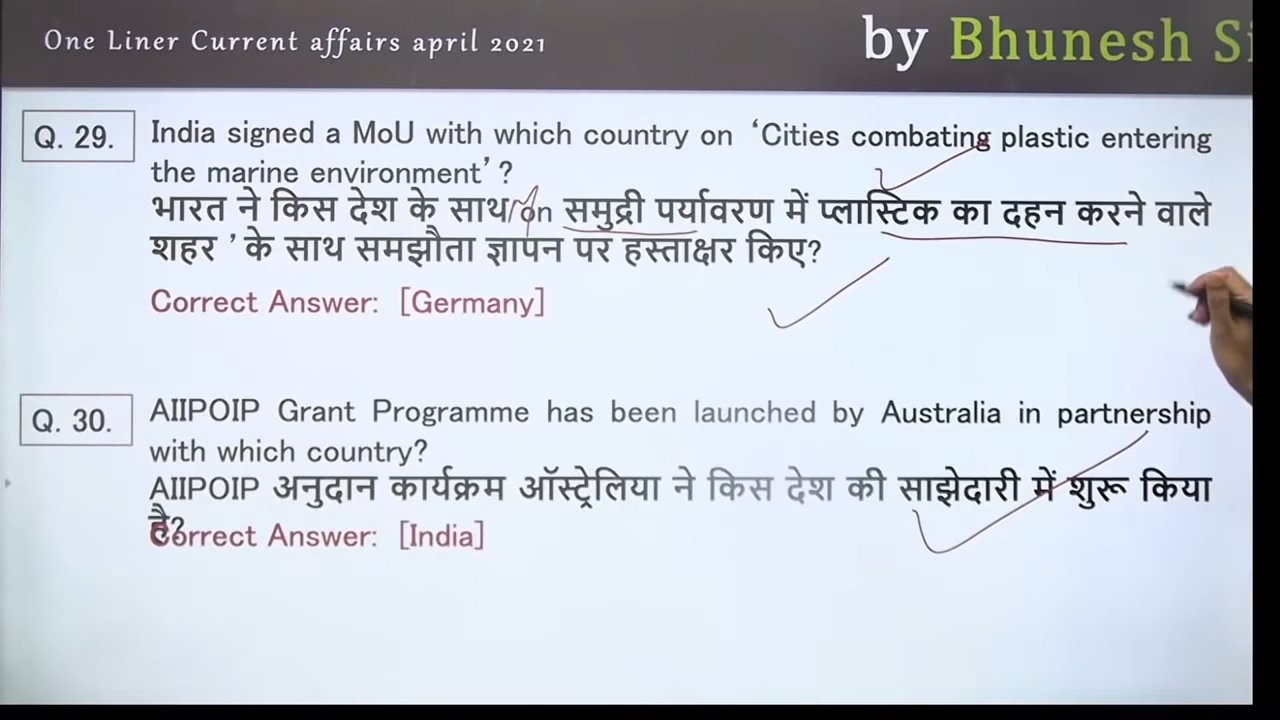 One Liner Current affairs april 2021
by Bhunesh Si
Q. 29.
India signed a MoU with which country on ‘Cities combating plastic entering
the marine environment’?
भारत ने किस देश के साथ on समुद्री पर्यावरण में प्लास्टिक का दहन करने वाले
शहर ’के साथ समझौता ज्ञापन पर हस्ताक्षर किए?
Correct Answer: [Germany]
Q. 30.
AIIPOIP Grant Programme has been launched by Australia in partnership
with which country?
AIIPOIP अनुदान कार्यक्रम ऑस्ट्रेलिया ने किस देश की साझेदारी में शुरू किया
है?
Correct Answer: [India]